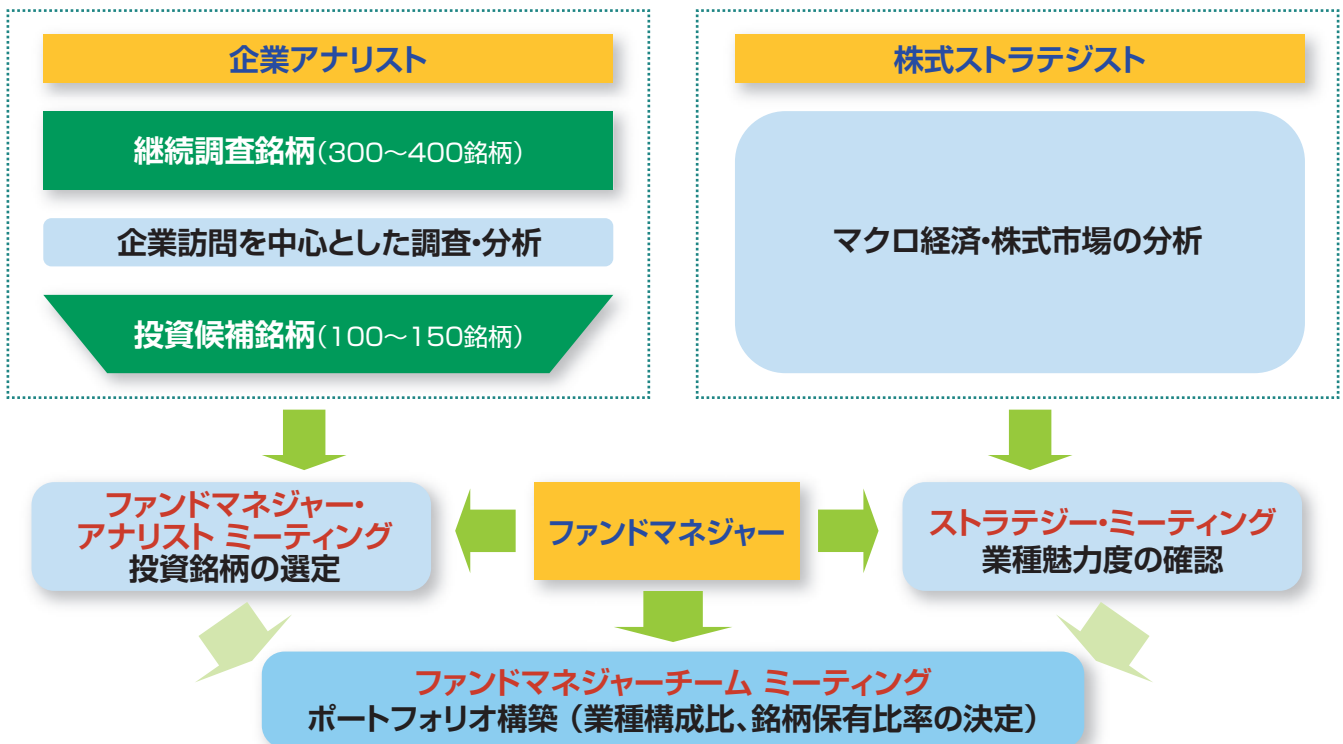 企業アナリスト
継続調査銘柄（300～400銘柄）
企業訪問を中心とした調査・分析
投資候補銘柄（100～150銘柄）
株式ストラテジスト
マクロ経済・株式市場の分析
ファンドマネジャー・
アナリスト ミーティング
投資銘柄の選定
ファンドマネジャー
ストラテジー・ミーティング
業種魅力度の確認
ファンドマネジャーチーム ミーティング
ポートフォリオ構築（業種構成比、銘柄保有比率の決定）